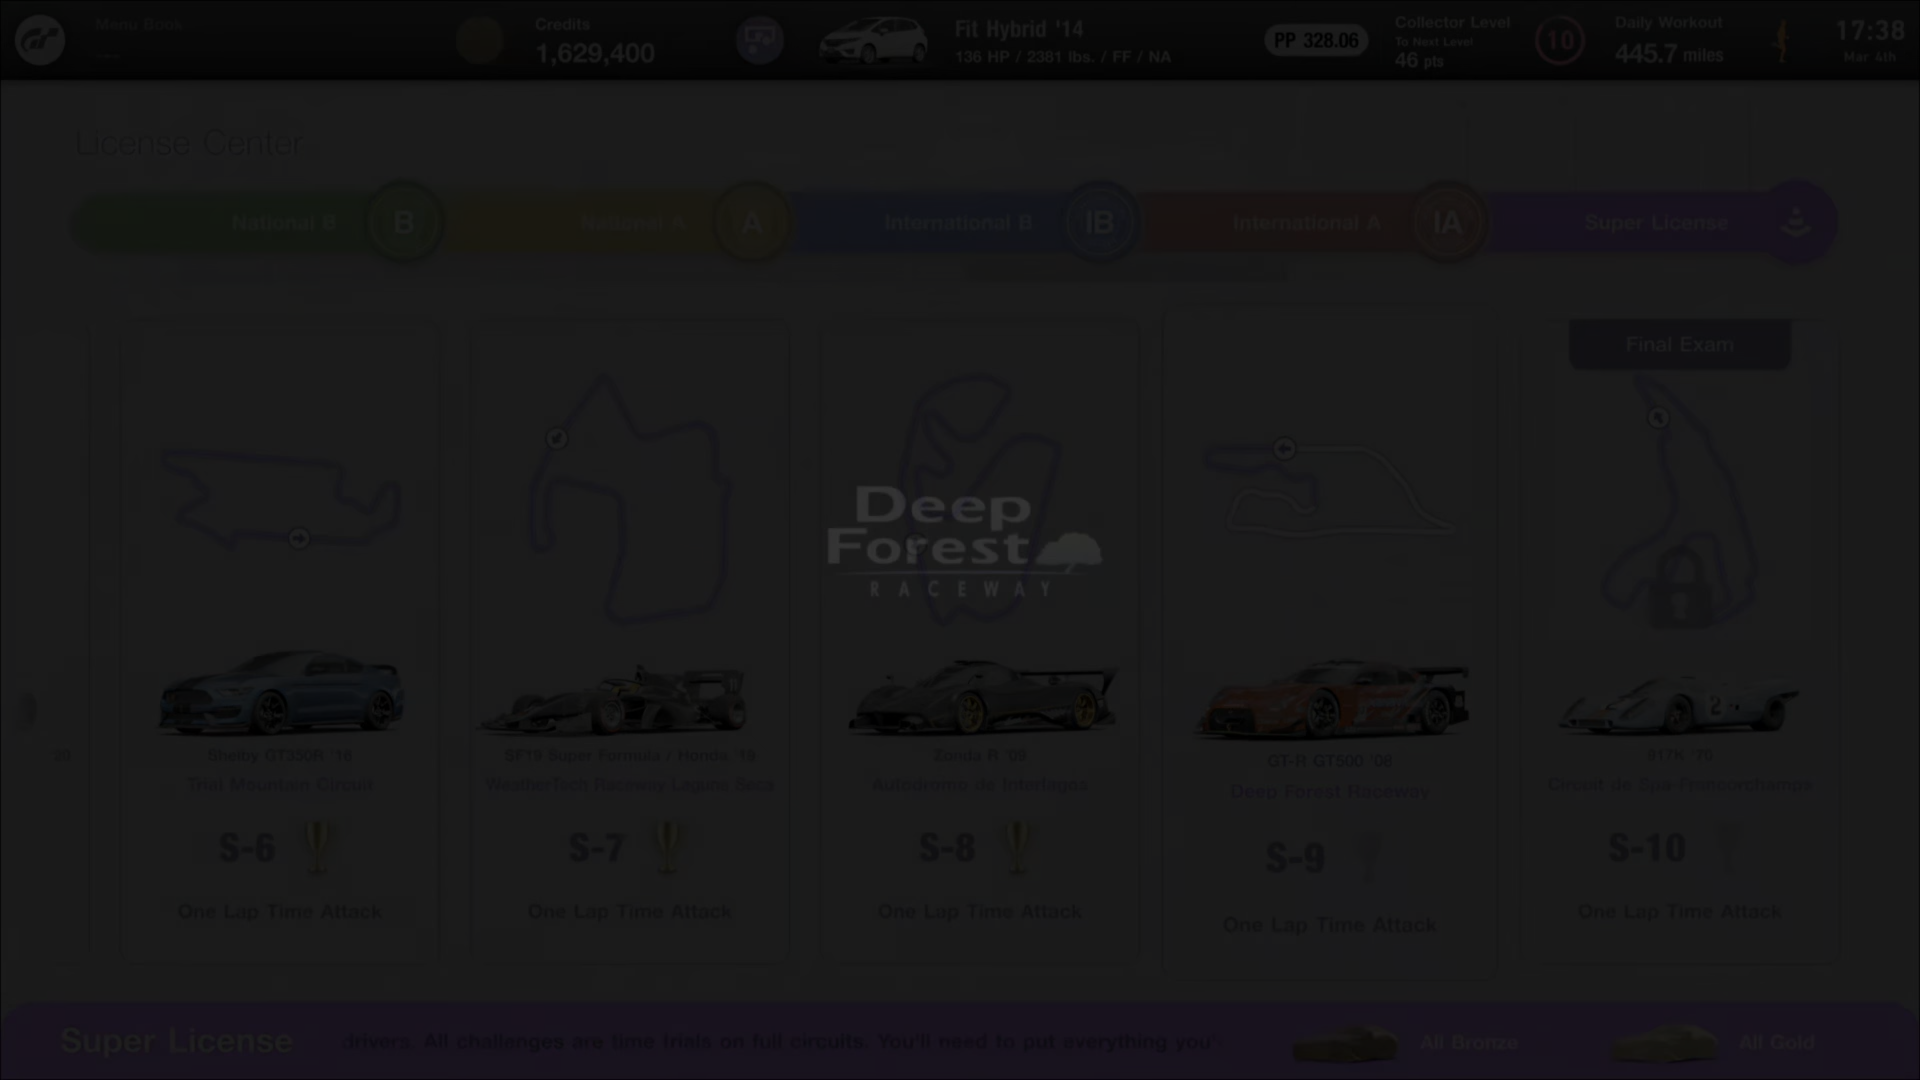 Menu Book
Credits
1,629,400
Fit Hybrid '14
136 HP / 2381 lbs. / FF / NA
PP 328.06
Collector Level
To Next Level
46 pts
10
Daily Workout
445.7 miles
17:38
Mar 4th
License Center
National B B
National A A
International B IB
International A IA
Super License
Final Exam
Deep
Forest
RACEWAY
2
Shelby GT350R '16
Trial Mountain Circuit
S-6
One Lap Time Attack
SF19 Super Formula / Honda '19
WeatherTech Raceway Laguna Seca
S-7
One Lap Time Attack
Zonda R '09
Autódromo de Interlagos
S-8
One Lap Time Attack
GT-R GT500 '08
Deep Forest Raceway
S-9
One Lap Time Attack
917K '70
Circuit de Spa-Francorchamps
S-10
One Lap Time Attack
Super License
drivers. All challenges are time trials on full circuits. You'll need to put everything you'
All Bronze
All Gold